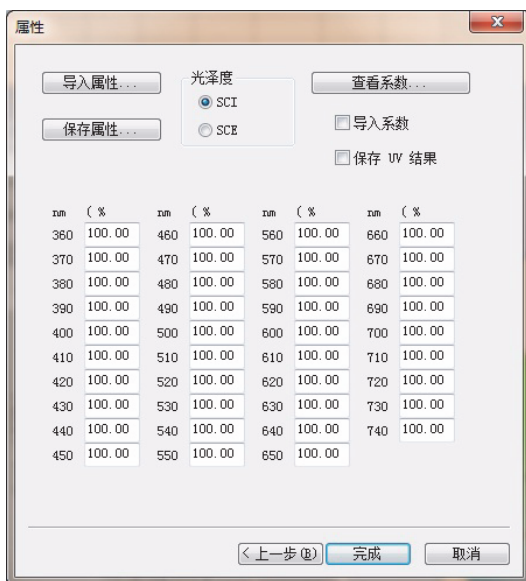 属性
导入属性... 光泽度 查看系数...
SCI
导入系数
保存属性... SCE
保存 UV 结果
nm ( % nm ( % nm ( % nm ( %
360 100.00 460 100.00 560 100.00 660 100.00
370 100.00 470 100.00 570 100.00 670 100.00
380 100.00 480 100.00 580 100.00 680 100.00
390 100.00 490 100.00 590 100.00 690 100.00
400 100.00 500 100.00 600 100.00 700 100.00
410 100.00 510 100.00 610 100.00 710 100.00
420 100.00 520 100.00 620 100.00 720 100.00
430 100.00 530 100.00 630 100.00 730 100.00
440 100.00 540 100.00 640 100.00 740 100.00
450 100.00 550 100.00 650 100.00
< 上一步(B) 完成 取消